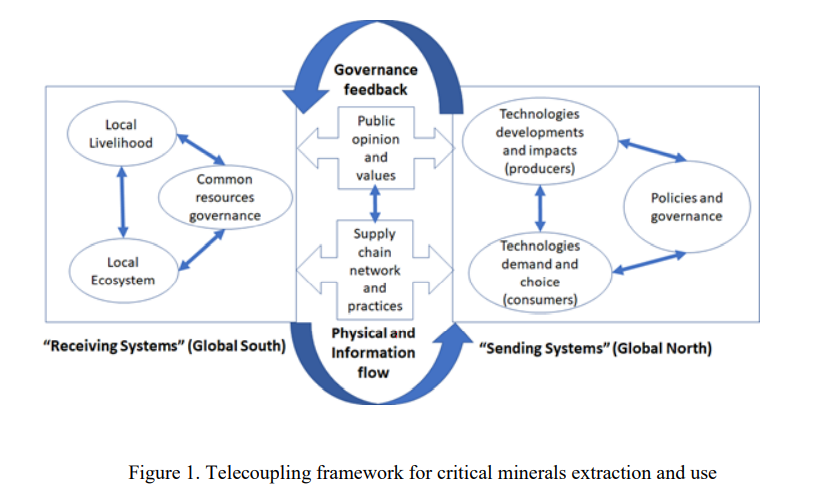 Governance
feedback
Local
Livelihood
Common
resources
governance
Local
Ecosystem
Public
opinion
and
values
Supply
chain
network
and
practices
Technologies
developments
and impacts
(producers)
Policies and
governance
Technologies
demand and
choice
(consumers)
Physical and
Information
flow
“Receiving Systems” (Global South)
“Sending Systems” (Global North)
Figure 1. Telecoupling framework for critical minerals extraction and use